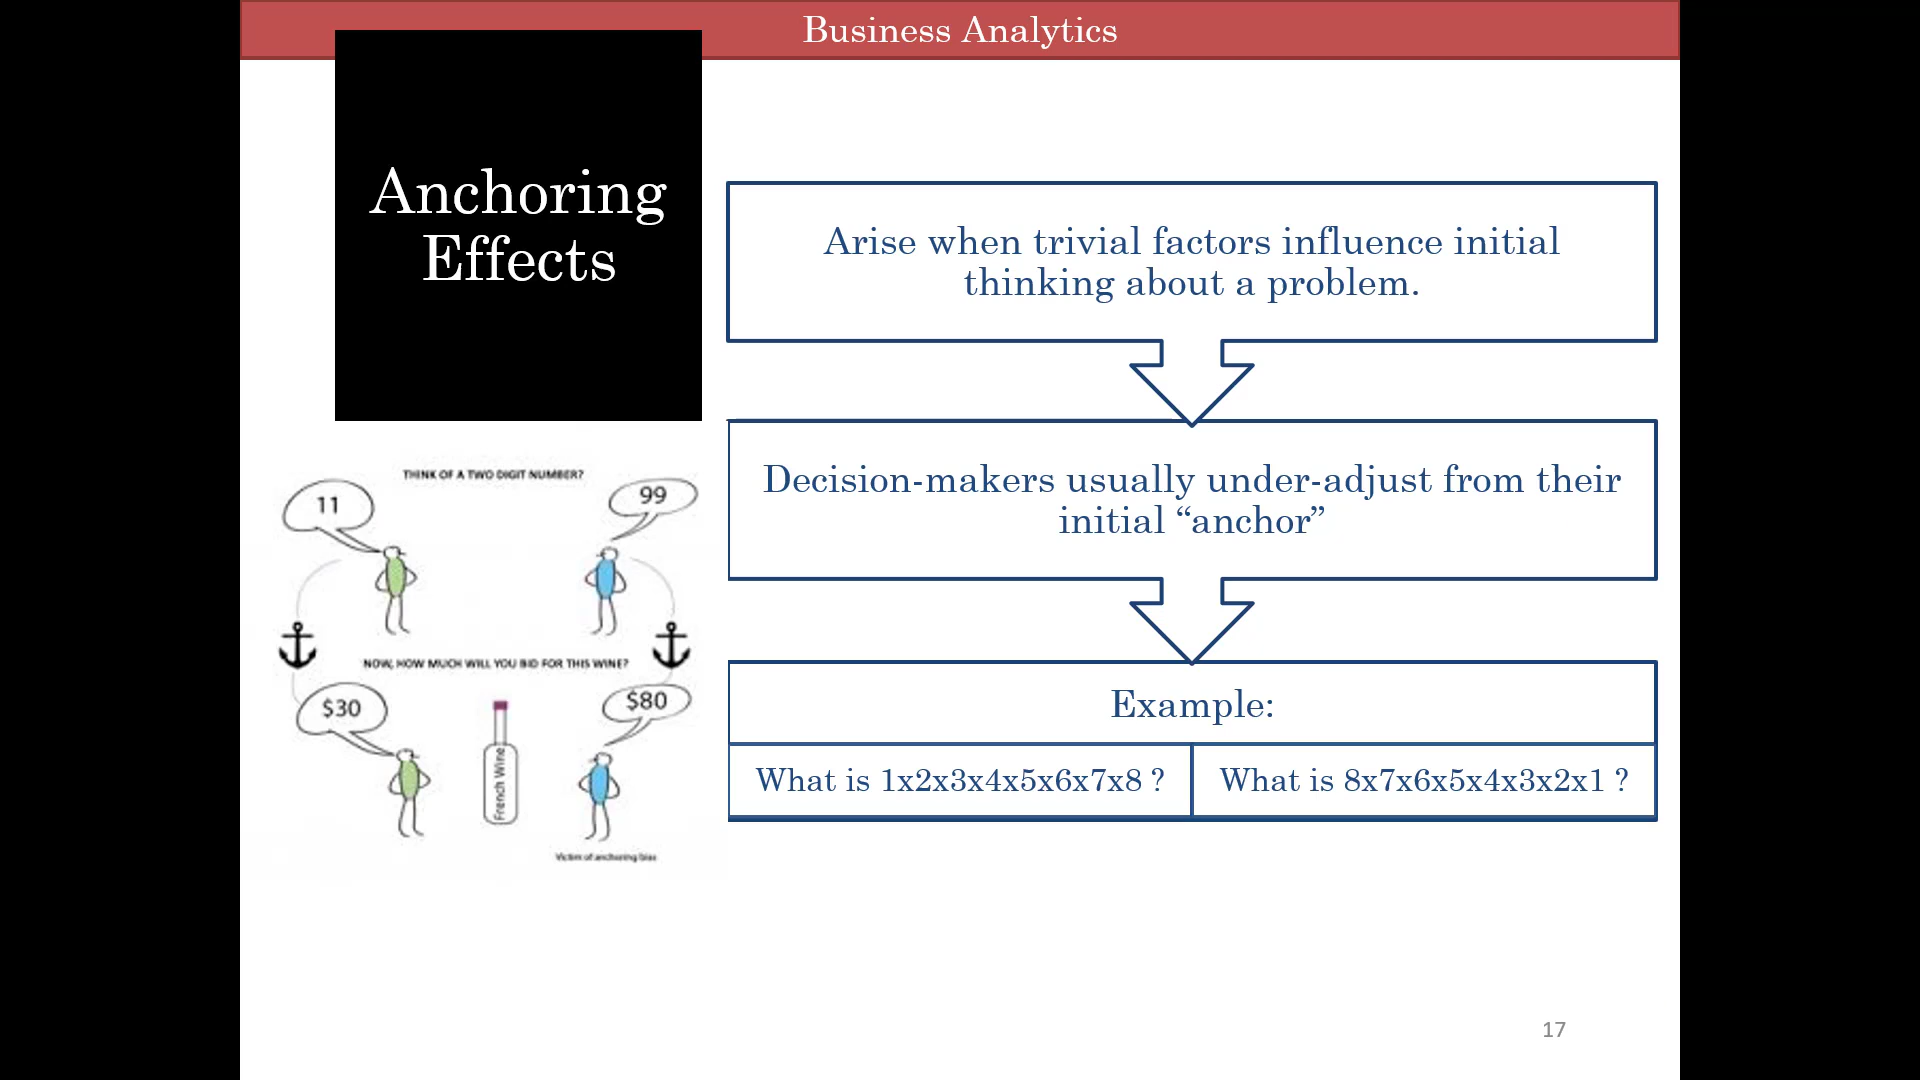 Business Analytics
Anchoring
Effects
Arise when trivial factors influence initial
thinking about a problem.
Decision-makers usually under-adjust from their
initial “anchor”
Example:
What is 1x2x3x4x5x6x7x8 ?
What is 8x7x6x5x4x3x2x1 ?
THINK OF A TWO DIGIT NUMBER?
11
99
NOW, HOW MUCH WILL YOU BID FOR THIS WINE?
$30
$80
French Wine
Victim of anchoring bias
17